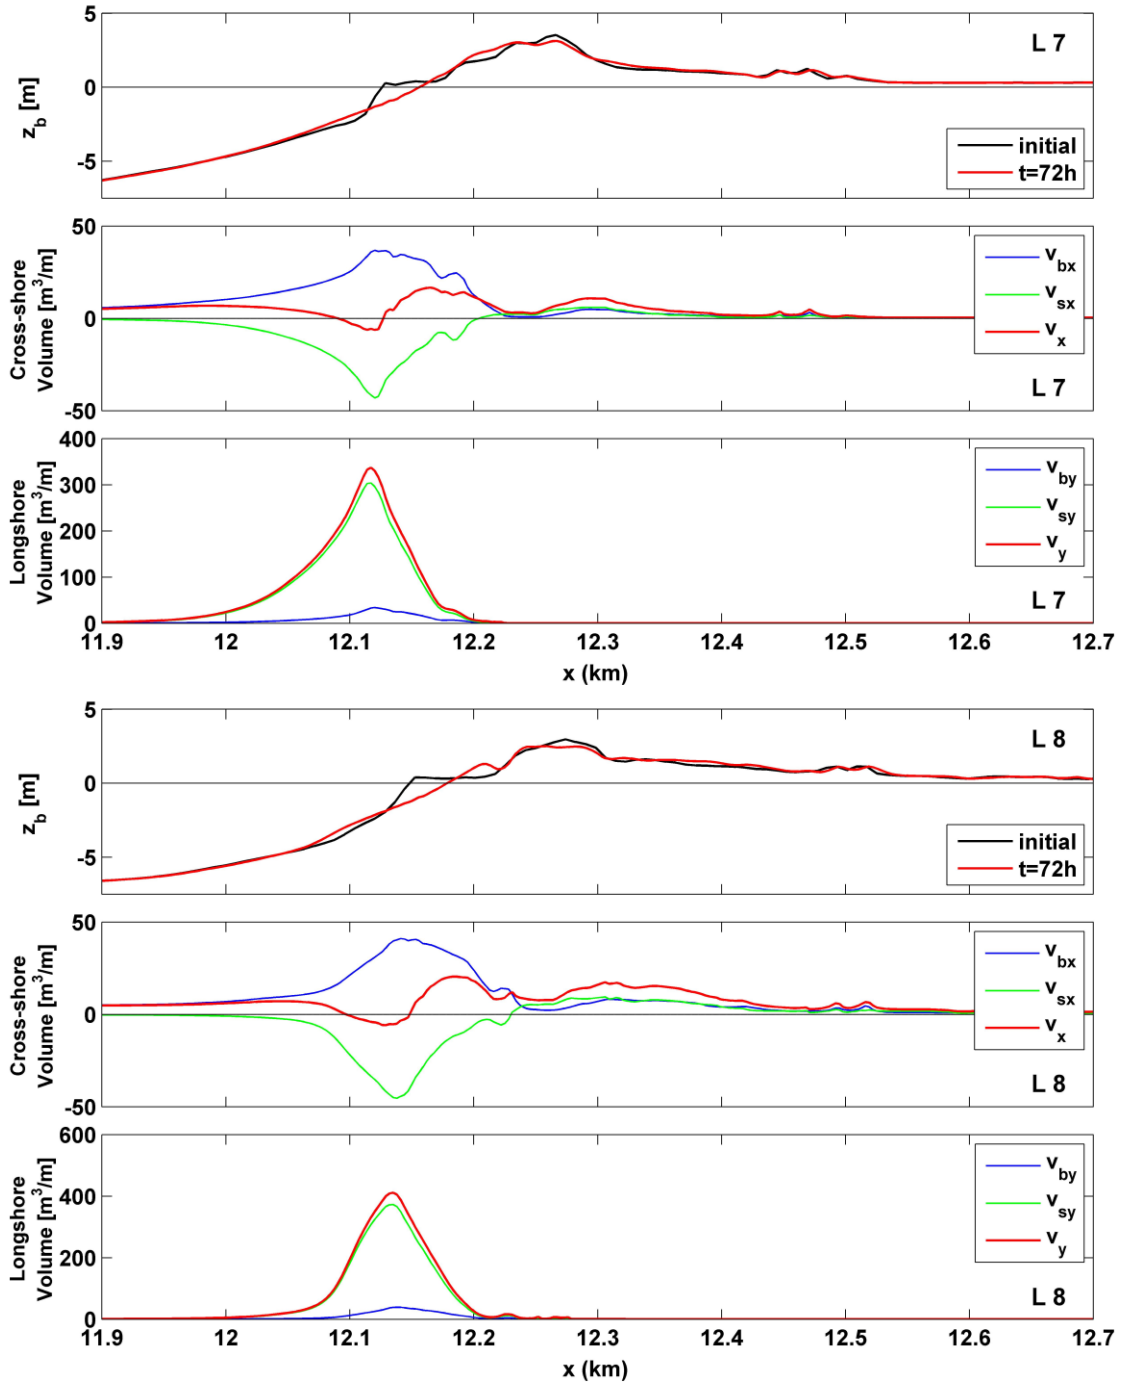 5
0
-5
z_b [m]
L 7
initial
t=72h
50
0
-50
Cross-shore
Volume [m^3/m]
v_bx
v_sx
v_x
L 7
400
300
200
100
0
Longshore
Volume [m^3/m]
v_by
v_sy
v_y
L 7
11.9 12 12.1 12.2 12.3 12.4 12.5 12.6 12.7
x (km)
5
0
-5
z_b [m]
L 8
initial
t=72h
50
0
-50
Cross-shore
Volume [m^3/m]
v_bx
v_sx
v_x
L 8
600
400
200
0
Longshore
Volume [m^3/m]
v_by
v_sy
v_y
L 8
11.9 12 12.1 12.2 12.3 12.4 12.5 12.6 12.7
x (km)